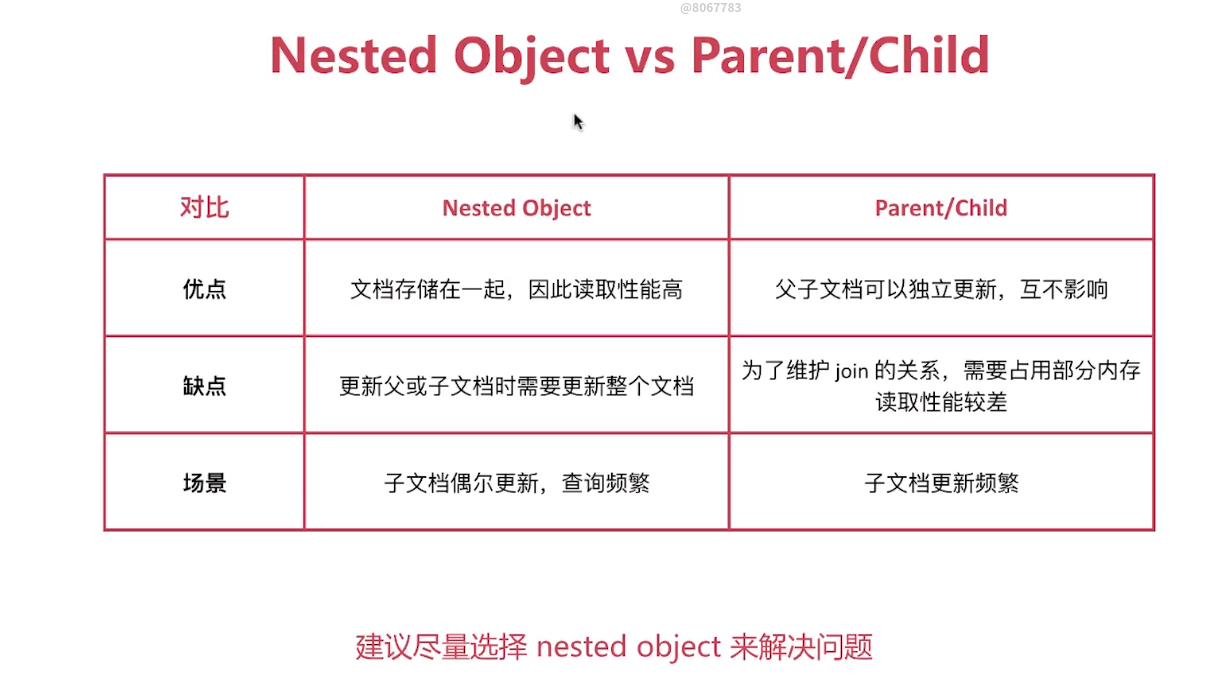 @8067783
Nested Object vs Parent/Child
对比
Nested Object
Parent/Child
优点
文档存储在一起，因此读取性能高
父子文档可以独立更新，互不影响
缺点
更新父或子文档时需要更新整个文档
为了维护 join 的关系，需要占用部分内存
读取性能较差
场景
子文档偶尔更新，查询频繁
子文档更新频繁
建议尽量选择 nested object 来解决问题